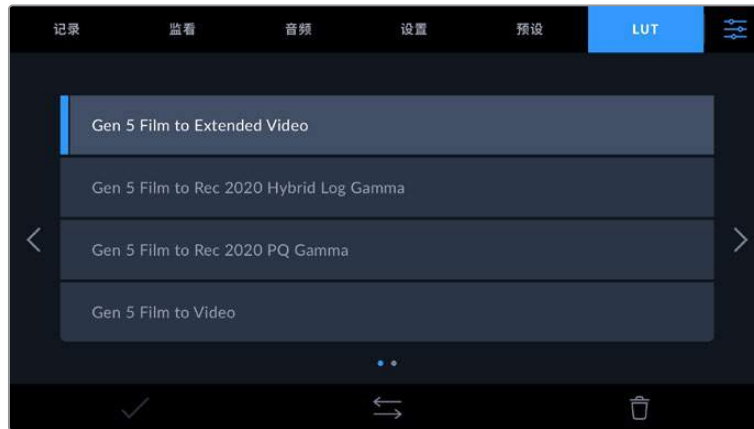 记录 监看 音频 设置 预设 LUT
Gen 5 Film to Extended Video
Gen 5 Film to Rec 2020 Hybrid Log Gamma
Gen 5 Film to Rec 2020 PQ Gamma
Gen 5 Film to Video